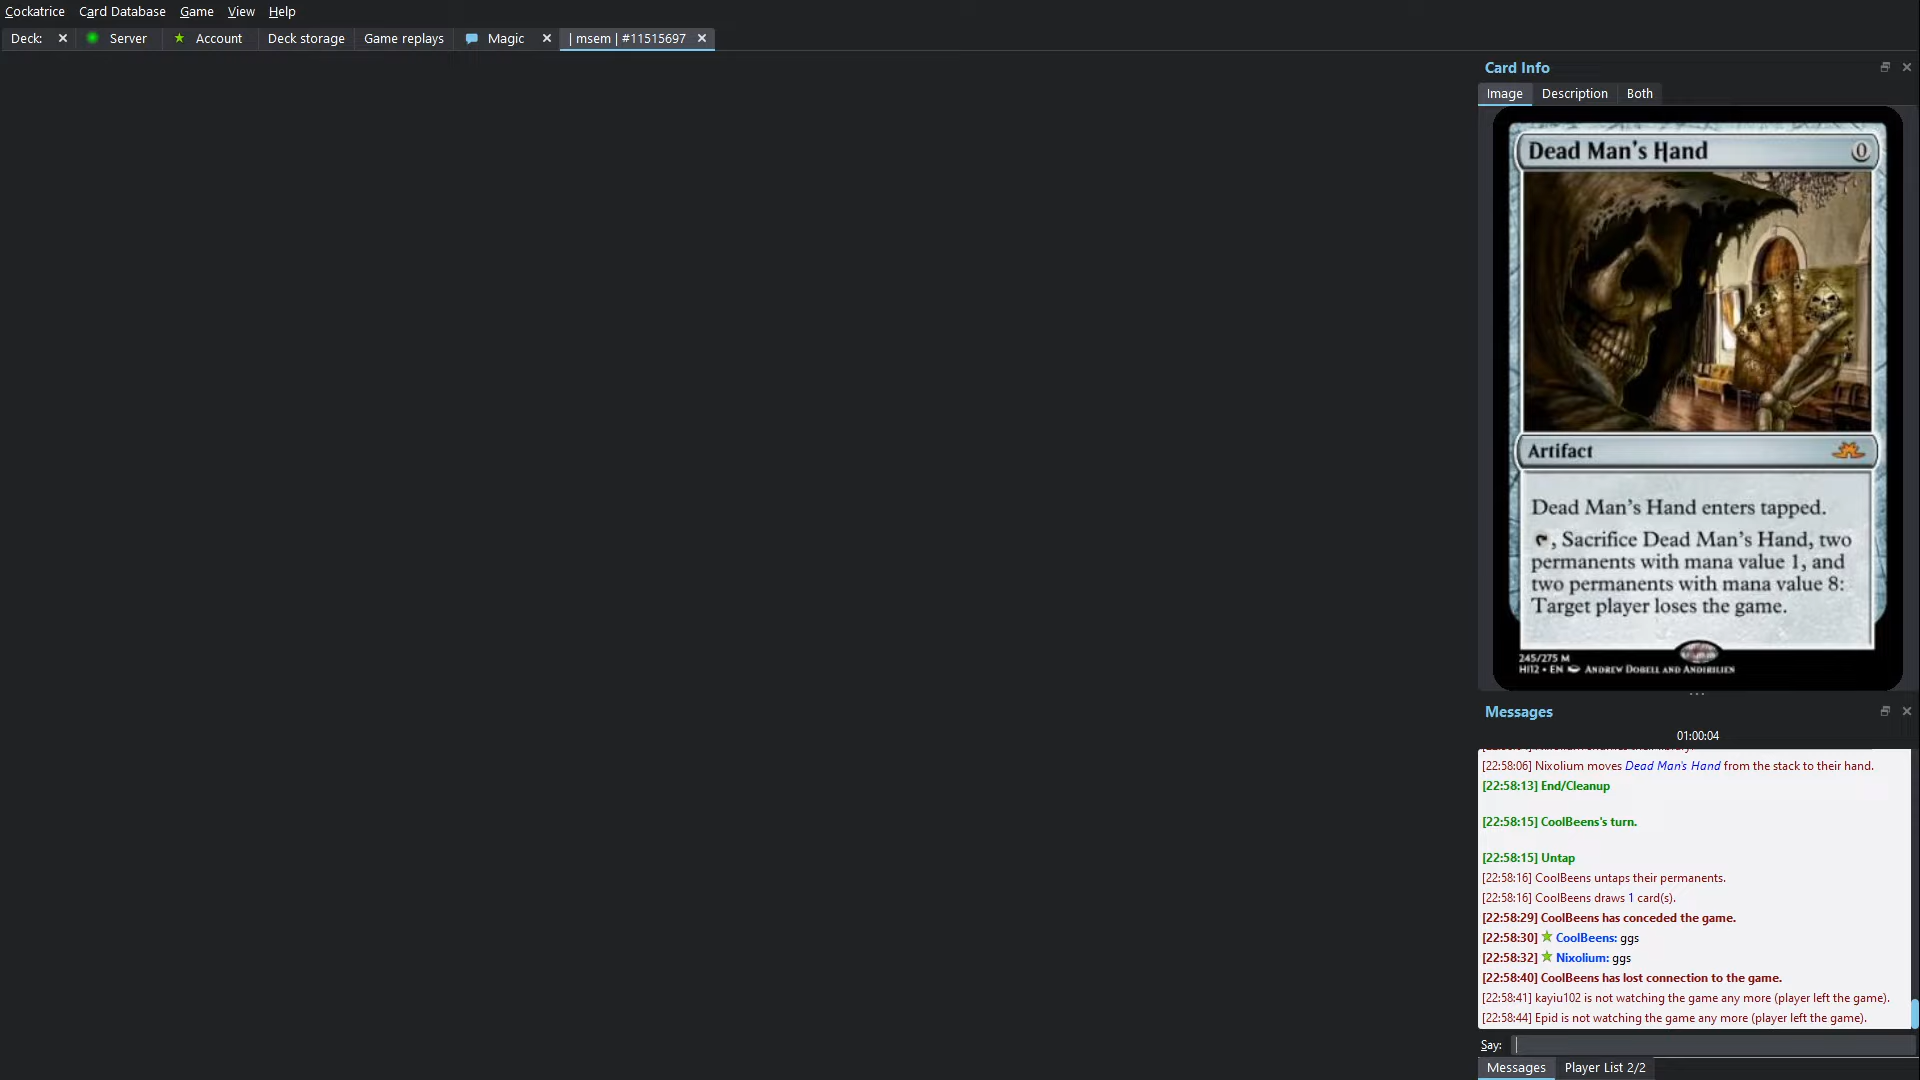 Cockatrice Card Database Game View Help
Deck: Server Account Deck storage Game replays Magic | msem | #11515697
Card Info
Image Description Both
Dead Man's Hand 0
Artifact
Dead Man's Hand enters tapped.
, Sacrifice Dead Man's Hand, two
permanents with mana value 1, and
two permanents with mana value 8:
Target player loses the game.
245/275 M
HI12 • EN Andrew Dobell and Andirilien
Messages
01:00:04
[22:58:06] Nixolium moves Dead Man's Hand from the stack to their hand.
[22:58:13] End/Cleanup
[22:58:15] CoolBeens's turn.
[22:58:15] Untap
[22:58:16] CoolBeens untaps their permanents.
[22:58:16] CoolBeens draws 1 card(s).
[22:58:29] CoolBeens has conceded the game.
[22:58:30] CoolBeens: ggs
[22:58:32] Nixolium: ggs
[22:58:40] CoolBeens has lost connection to the game.
[22:58:41] kayiu102 is not watching the game any more (player left the game).
[22:58:44] Epid is not watching the game any more (player left the game).
Say:
Messages Player List 2/2